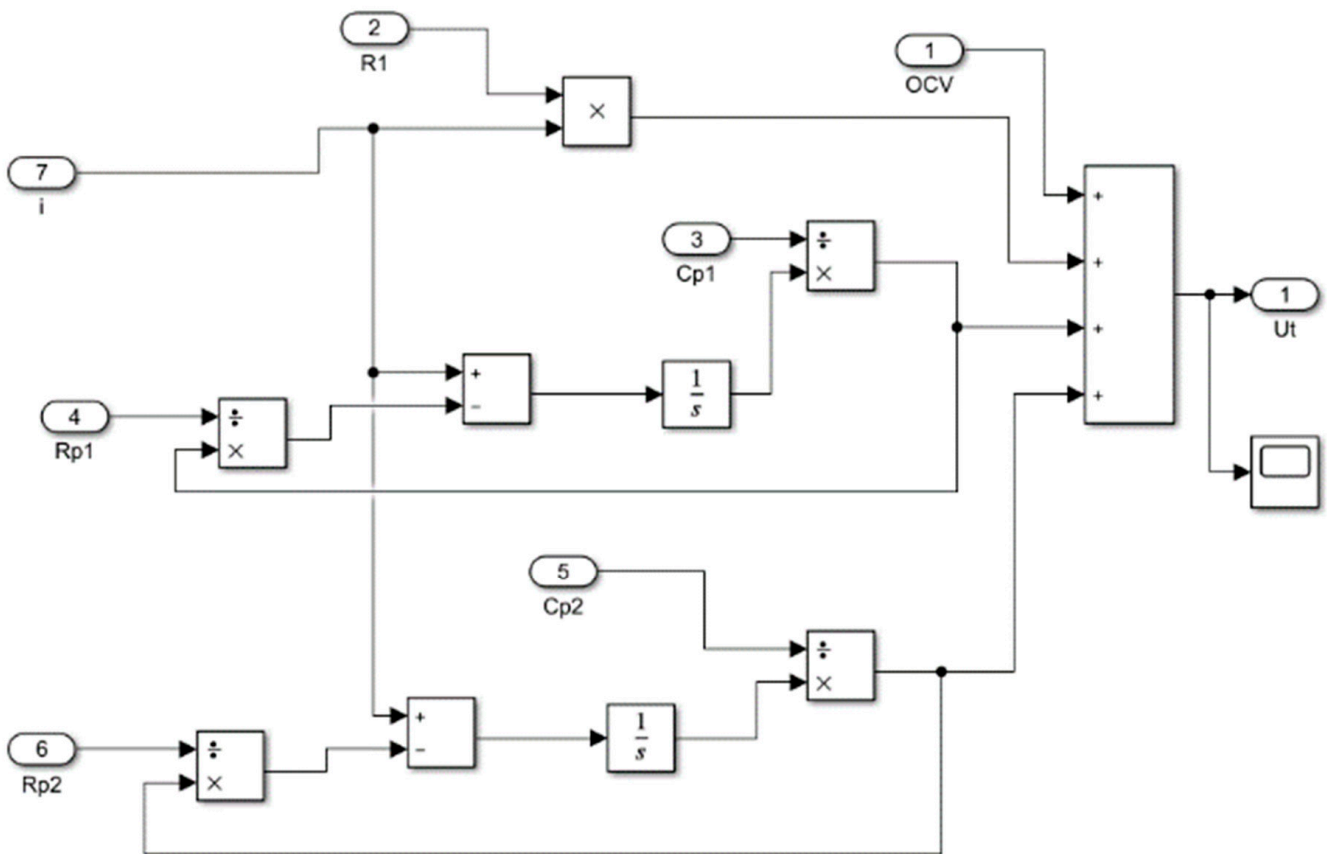 2
R1
1
OCV
×
7
i
+
3
Cp1
÷
×
+
+
1
Ut
+
4
Rp1
÷
×
+
−
1
s
+
5
Cp2
÷
×
6
Rp2
÷
×
+
−
1
s